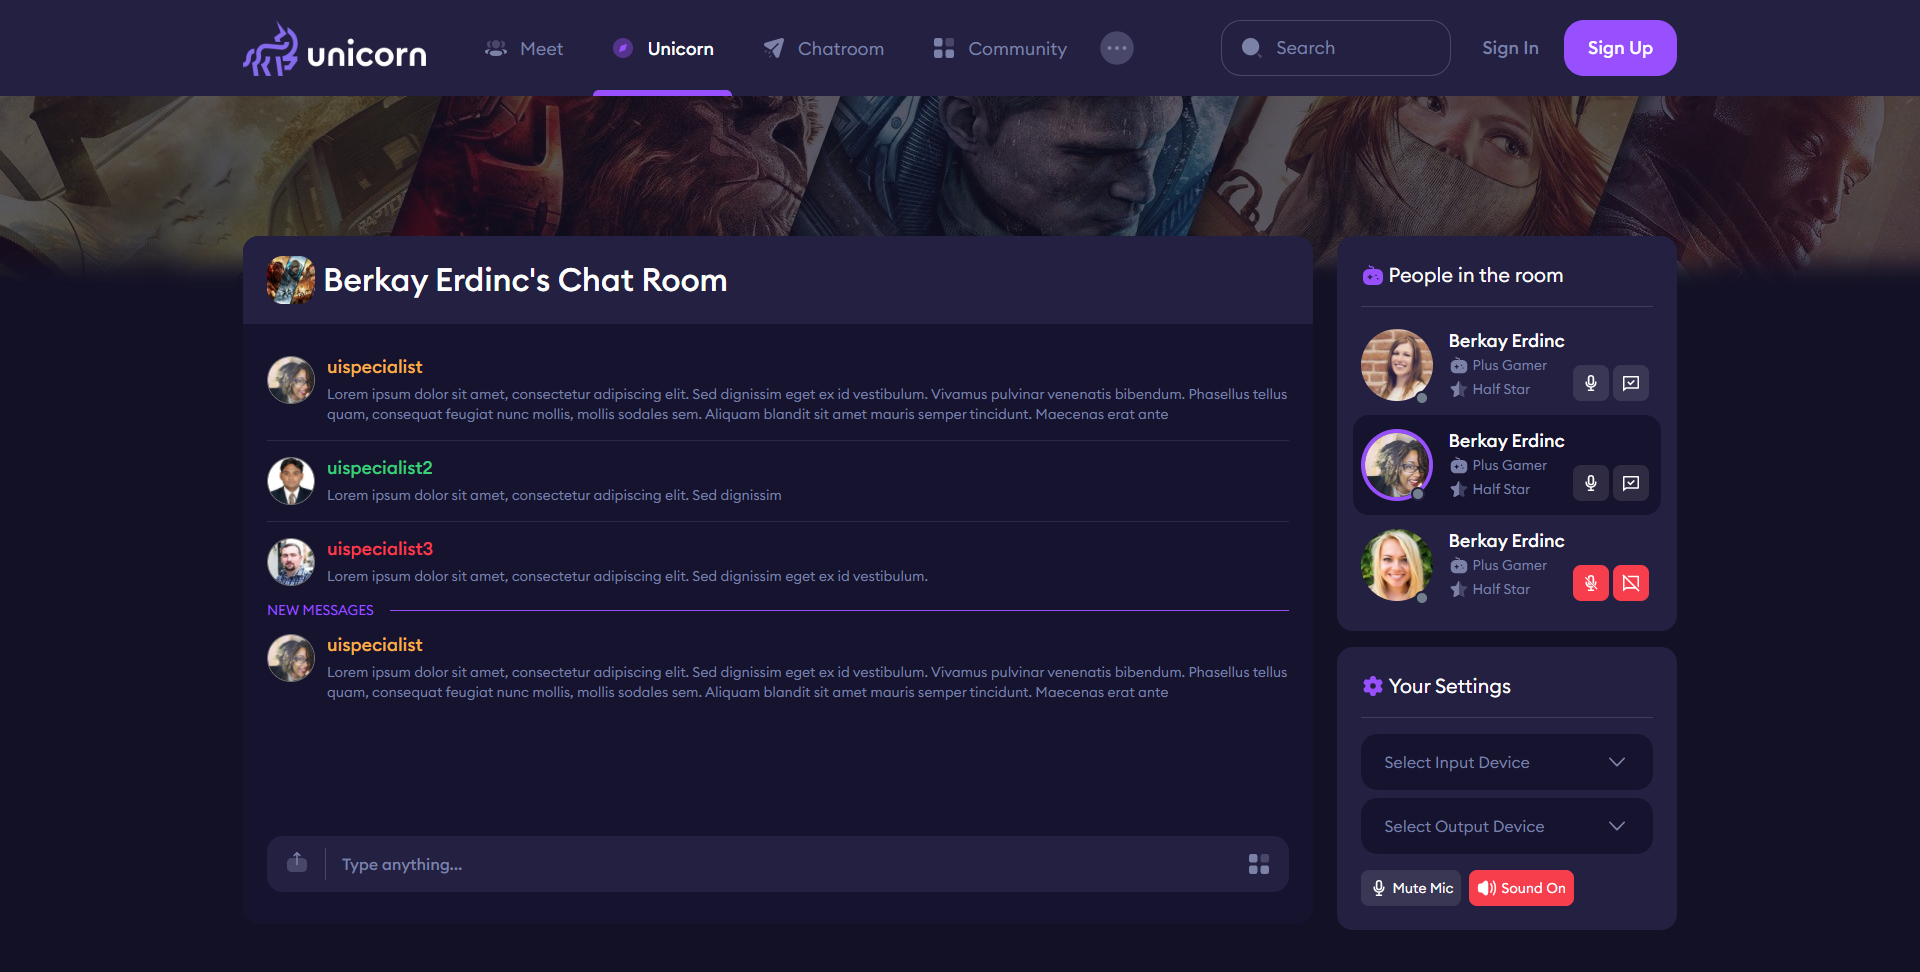 unicorn
Meet
Unicorn
Chatroom
Community
Search
Sign In
Sign Up
Berkay Erdinc's Chat Room
uispecialist
Lorem ipsum dolor sit amet, consectetur adipiscing elit. Sed dignissim eget ex id vestibulum. Vivamus pulvinar venenatis bibendum. Phasellus tellus
quam, consequat feugiat nunc mollis, mollis sodales sem. Aliquam blandit sit amet mauris semper tincidunt. Maecenas erat ante
uispecialist2
Lorem ipsum dolor sit amet, consectetur adipiscing elit. Sed dignissim
uispecialist3
Lorem ipsum dolor sit amet, consectetur adipiscing elit. Sed dignissim eget ex id vestibulum.
NEW MESSAGES
uispecialist
Lorem ipsum dolor sit amet, consectetur adipiscing elit. Sed dignissim eget ex id vestibulum. Vivamus pulvinar venenatis bibendum. Phasellus tellus
quam, consequat feugiat nunc mollis, mollis sodales sem. Aliquam blandit sit amet mauris semper tincidunt. Maecenas erat ante
Type anything...
People in the room
Berkay Erdinc
Plus Gamer
Half Star
Berkay Erdinc
Plus Gamer
Half Star
Berkay Erdinc
Plus Gamer
Half Star
Your Settings
Select Input Device
Select Output Device
Mute Mic
Sound On